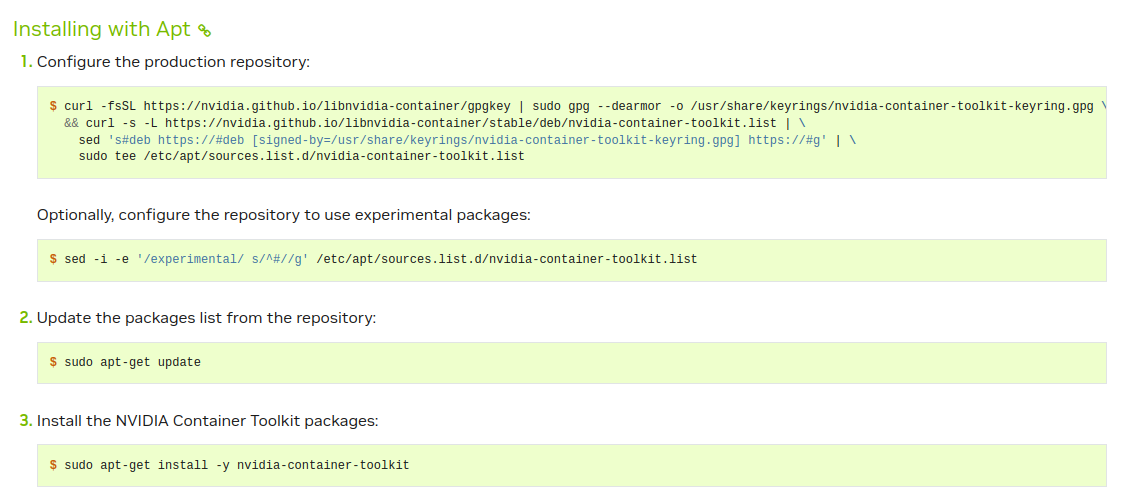 Installing with Apt
1. Configure the production repository:
$ curl -fsSL https://nvidia.github.io/libnvidia-container/gpgkey | sudo gpg --dearmor -o /usr/share/keyrings/nvidia-container-toolkit-keyring.gpg \
&& curl -s -L https://nvidia.github.io/libnvidia-container/stable/deb/nvidia-container-toolkit.list | \
sed 's#deb https://#deb [signed-by=/usr/share/keyrings/nvidia-container-toolkit-keyring.gpg] https://#g' | \
sudo tee /etc/apt/sources.list.d/nvidia-container-toolkit.list
Optionally, configure the repository to use experimental packages:
$ sed -i -e '/experimental/ s/^#//g' /etc/apt/sources.list.d/nvidia-container-toolkit.list
2. Update the packages list from the repository:
$ sudo apt-get update
3. Install the NVIDIA Container Toolkit packages:
$ sudo apt-get install -y nvidia-container-toolkit